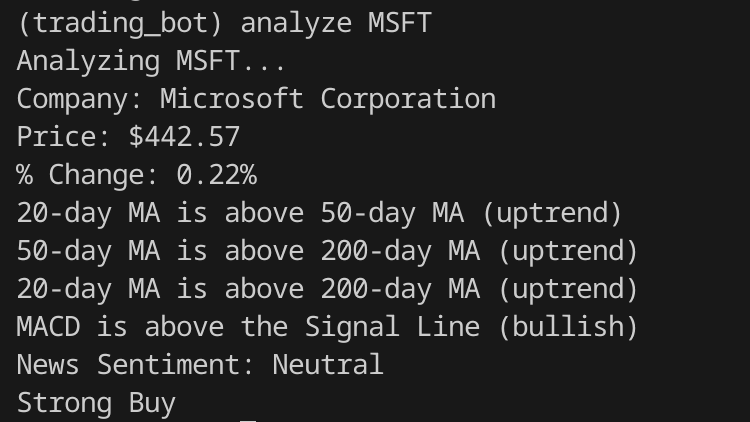 (trading_bot) analyze MSFT
Analyzing MSFT...
Company: Microsoft Corporation
Price: $442.57
% Change: 0.22%
20-day MA is above 50-day MA (uptrend)
50-day MA is above 200-day MA (uptrend)
20-day MA is above 200-day MA (uptrend)
MACD is above the Signal Line (bullish)
News Sentiment: Neutral
Strong Buy